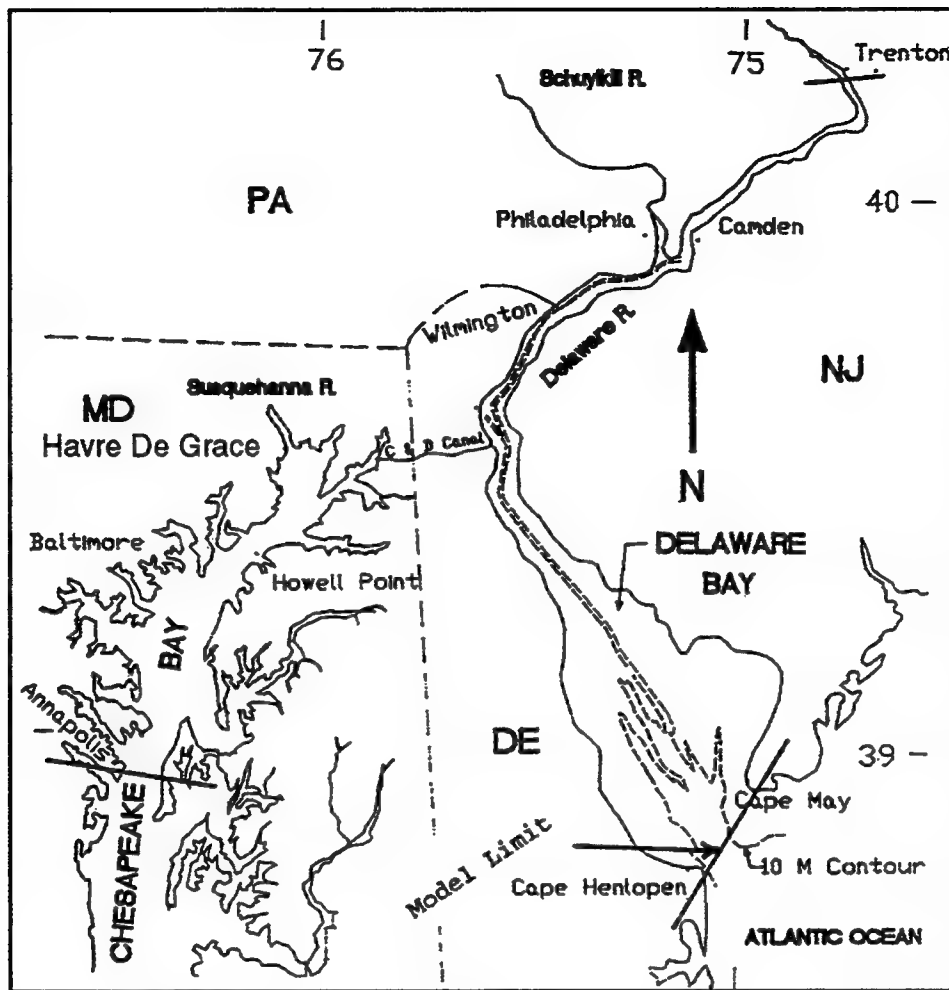 76
75
Trenton
Schuylkill R.
PA
40 —
Philadelphia
Camden
Wilmington
Delaware R.
NJ
Susquehanna R.
MD
Havre De Grace
C & D Canal
N
Baltimore
DELAWARE
BAY
Howell Point
BAY
Annapolis
DE
39 —
Cape May
CHESAPEAKE
Model Limit
10 M Contour
Cape Henlopen
ATLANTIC OCEAN